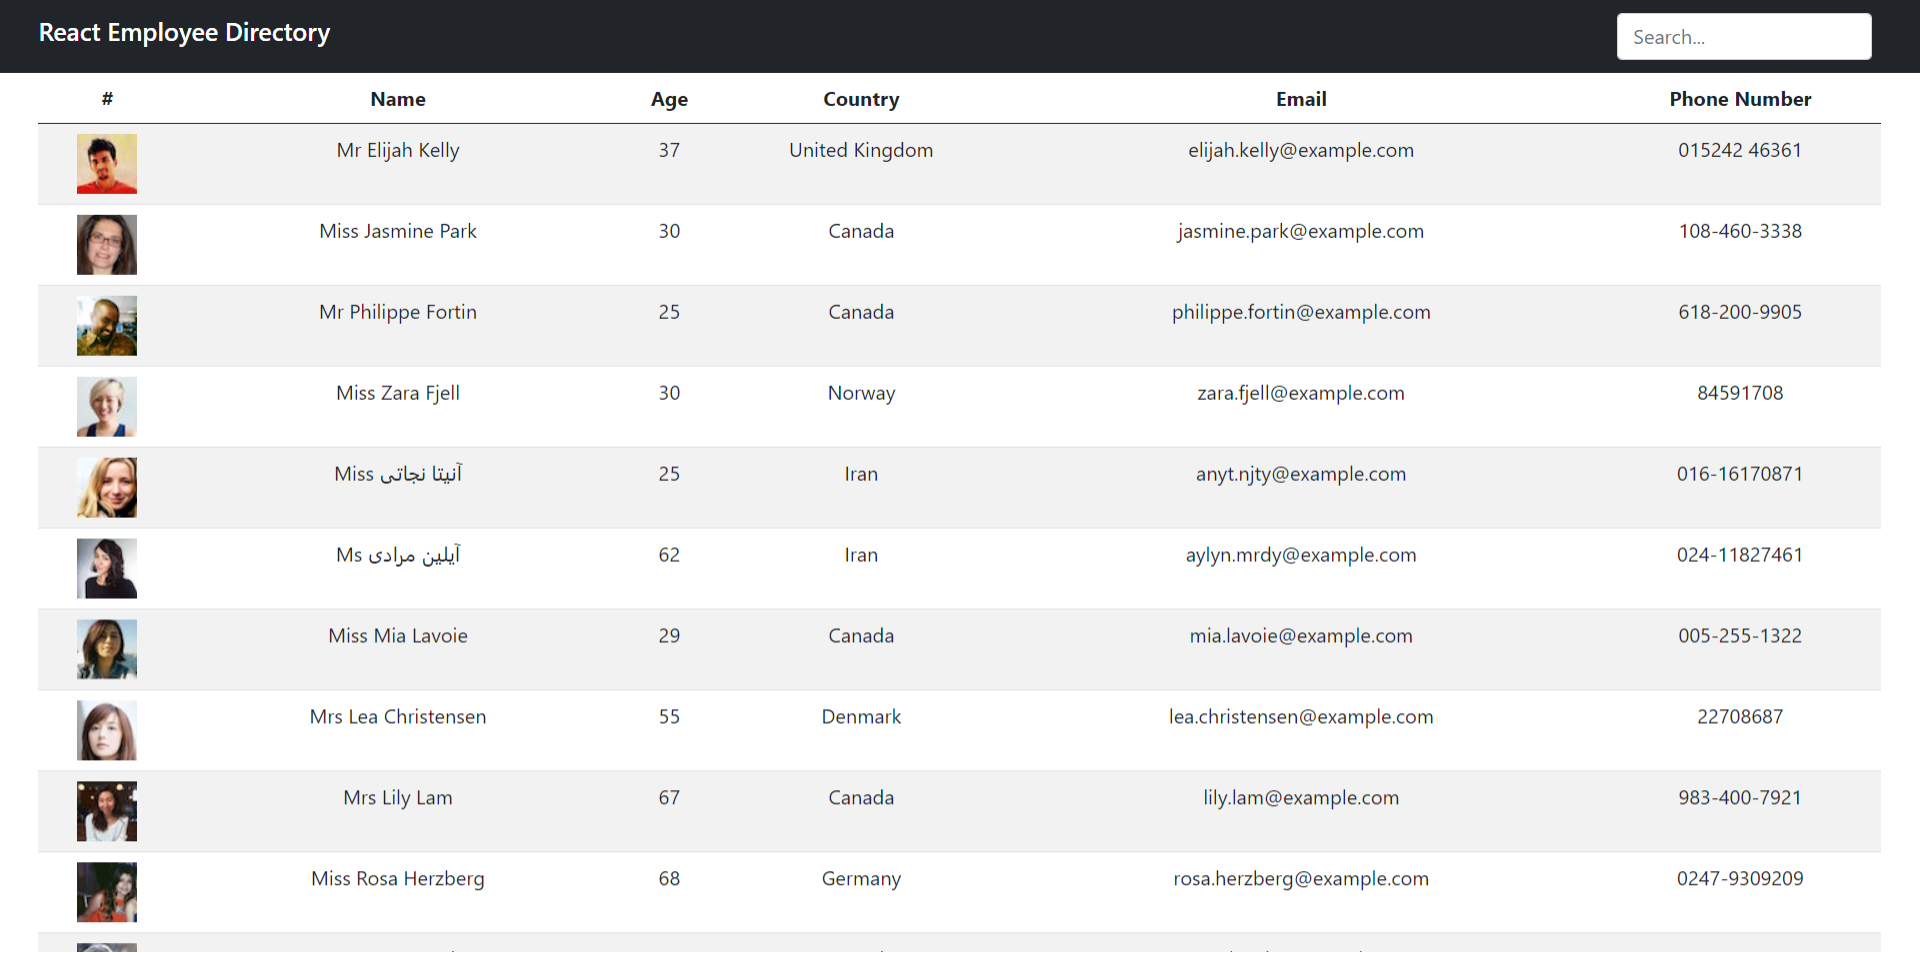 React Employee Directory
Search...
# Name Age Country Email Phone Number
Mr Elijah Kelly 37 United Kingdom elijah.kelly@example.com 015242 46361
Miss Jasmine Park 30 Canada jasmine.park@example.com 108-460-3338
Mr Philippe Fortin 25 Canada philippe.fortin@example.com 618-200-9905
Miss Zara Fjell 30 Norway zara.fjell@example.com 84591708
Miss آنیتا نجاتی 25 Iran anyt.njty@example.com 016-16170871
Ms آیلین مرادی 62 Iran aylyn.mrdy@example.com 024-11827461
Miss Mia Lavoie 29 Canada mia.lavoie@example.com 005-255-1322
Mrs Lea Christensen 55 Denmark lea.christensen@example.com 22708687
Mrs Lily Lam 67 Canada lily.lam@example.com 983-400-7921
Miss Rosa Herzberg 68 Germany rosa.herzberg@example.com 0247-9309209